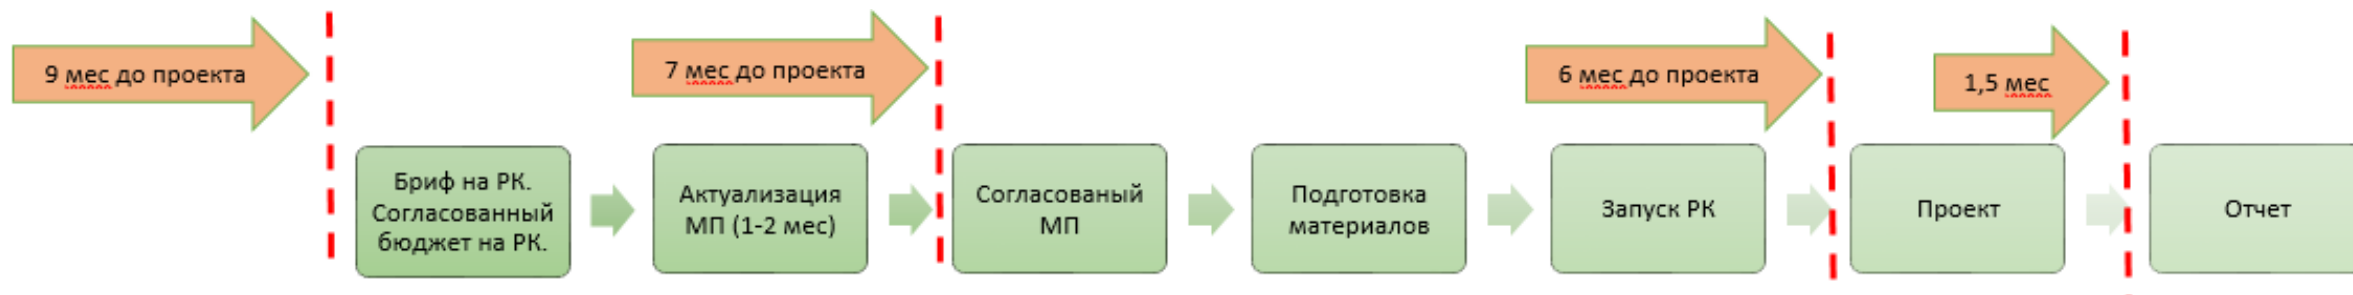 9 мес до проекта
7 мес до проекта
6 мес до проекта
1,5 мес
Бриф на РК.
Согласованный
бюджет на РК.
Актуализация
МП (1-2 мес)
Согласованый
МП
Подготовка
материалов
Запуск РК
Проект
Отчет